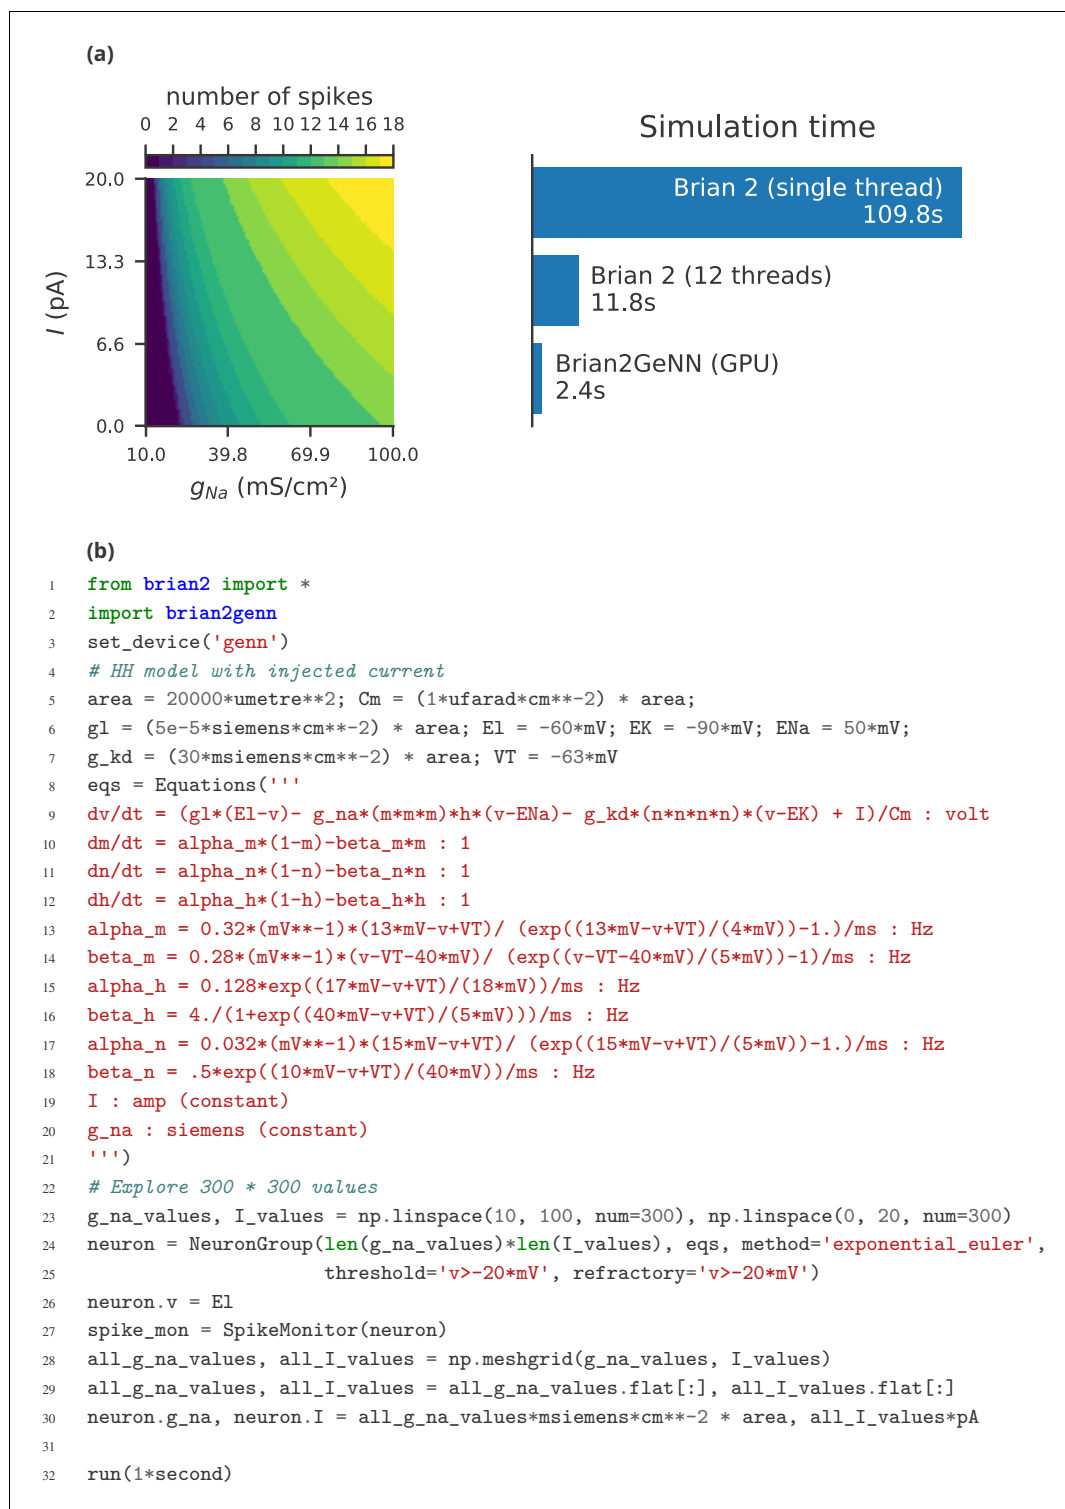 (a)
number of spikes
0 2 4 6 8 10 12 14 16 18
20.0
13.3
6.6
0.0
I (pA)
10.0 39.8 69.9 100.0
gNa (mS/cm²)
Simulation time
Brian 2 (single thread)
109.8s
Brian 2 (12 threads)
11.8s
Brian2GeNN (GPU)
2.4s
(b)
1 from brian2 import *
2 import brian2genn
3 set_device('genn')
4 # HH model with injected current
5 area = 20000*umetre**2; Cm = (1*ufarad*cm**-2) * area;
6 gl = (5e-5*siemens*cm**-2) * area; El = -60*mV; EK = -90*mV; ENa = 50*mV;
7 g_kd = (30*msiemens*cm**-2) * area; VT = -63*mV
8 eqs = Equations('''
9 dv/dt = (gl*(El-v)- g_na*(m*m*m)*h*(v-ENa)- g_kd*(n*n*n*n)*(v-EK) + I)/Cm : volt
10 dm/dt = alpha_m*(1-m)-beta_m*m : 1
11 dn/dt = alpha_n*(1-n)-beta_n*n : 1
12 dh/dt = alpha_h*(1-h)-beta_h*h : 1
13 alpha_m = 0.32*(mV**-1)*(13*mV-v+VT)/ (exp((13*mV-v+VT)/(4*mV))-1.)/ms : Hz
14 beta_m = 0.28*(mV**-1)*(v-VT-40*mV)/ (exp((v-VT-40*mV)/(5*mV))-1)/ms : Hz
15 alpha_h = 0.128*exp((17*mV-v+VT)/(18*mV))/ms : Hz
16 beta_h = 4./(1+exp((40*mV-v+VT)/(5*mV)))/ms : Hz
17 alpha_n = 0.032*(mV**-1)*(15*mV-v+VT)/ (exp((15*mV-v+VT)/(5*mV))-1.)/ms : Hz
18 beta_n = .5*exp((10*mV-v+VT)/(40*mV))/ms : Hz
19 I : amp (constant)
20 g_na : siemens (constant)
21 ''')
22 # Explore 300 * 300 values
23 g_na_values, I_values = np.linspace(10, 100, num=300), np.linspace(0, 20, num=300)
24 neuron = NeuronGroup(len(g_na_values)*len(I_values), eqs, method='exponential_euler',
25 threshold='v>-20*mV', refractory='v>-20*mV')
26 neuron.v = El
27 spike_mon = SpikeMonitor(neuron)
28 all_g_na_values, all_I_values = np.meshgrid(g_na_values, I_values)
29 all_g_na_values, all_I_values = all_g_na_values.flat[:], all_I_values.flat[:]
30 neuron.g_na, neuron.I = all_g_na_values*msiemens*cm**-2 * area, all_I_values*pA
31
32 run(1*second)